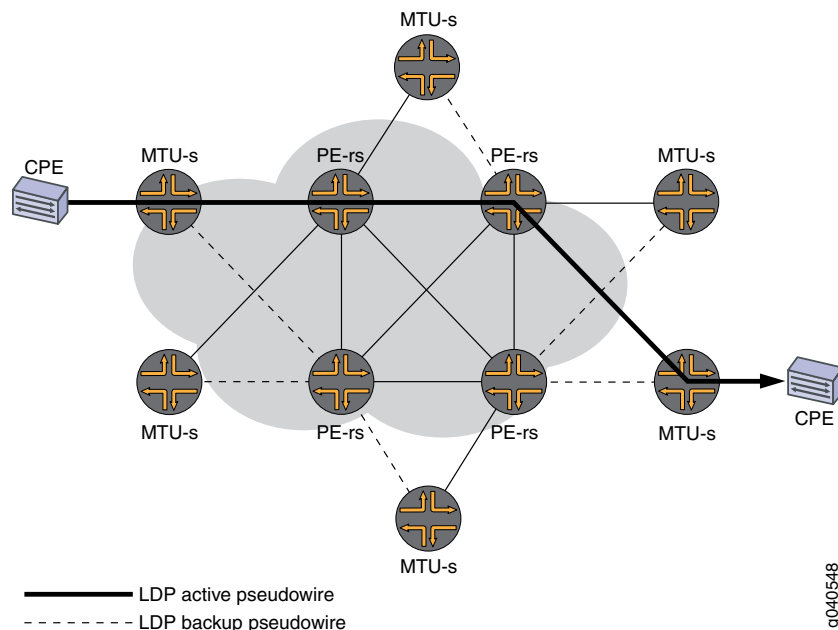 MTU-s
CPE
MTU-s
PE-rs
PE-rs
MTU-s
MTU-s
PE-rs
PE-rs
MTU-s
CPE
MTU-s
LDP active pseudowire
LDP backup pseudowire
g040548